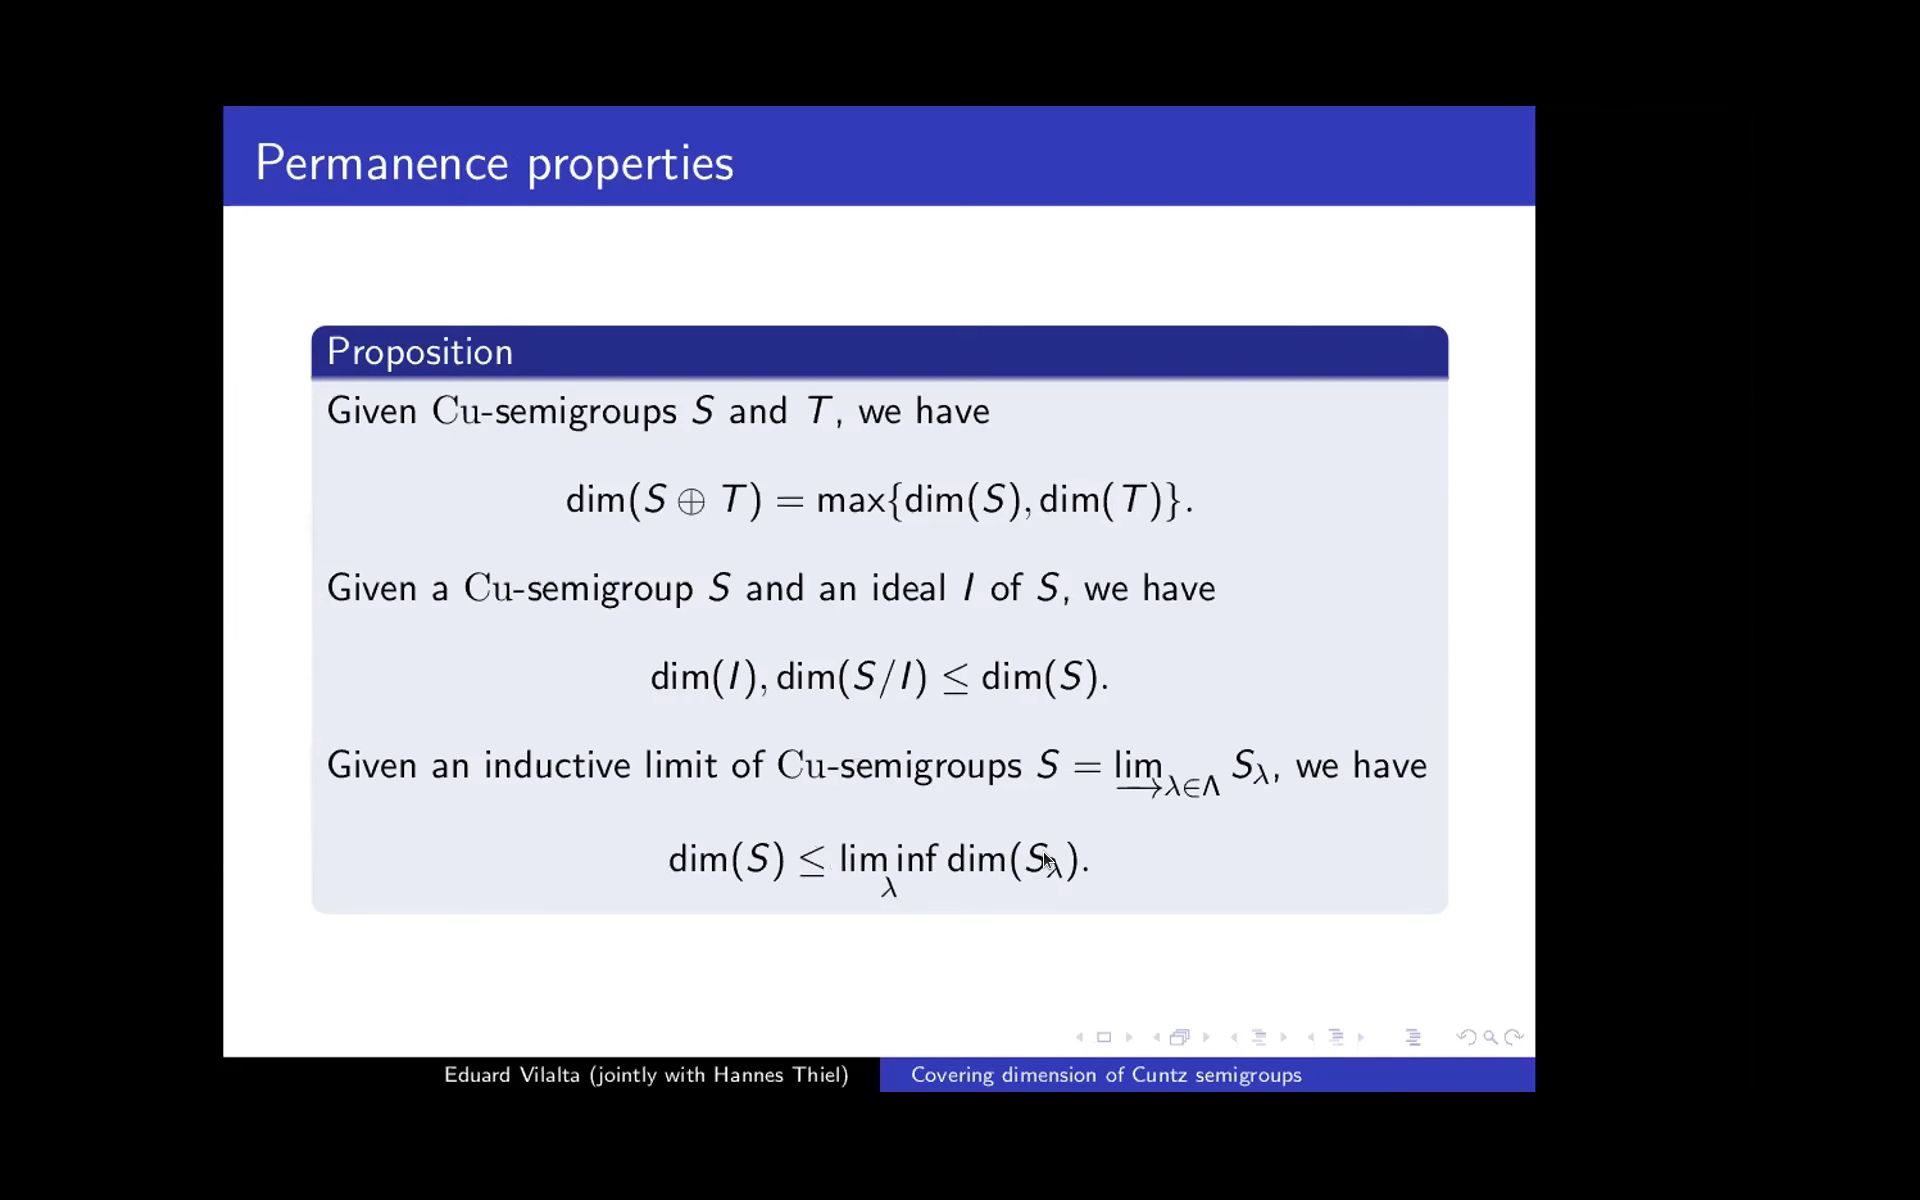 Permanence properties
Proposition
Given Cu-semigroups S and T, we have
dim(S ⊕ T) = max{dim(S), dim(T)}.
Given a Cu-semigroup S and an ideal I of S, we have
dim(I), dim(S/I) ≤ dim(S).
Given an inductive limit of Cu-semigroups S = lim→λ∈Λ Sλ, we have
dim(S) ≤ lim inf dim(Sλ).
λ
Eduard Vilalta (jointly with Hannes Thiel)
Covering dimension of Cuntz semigroups